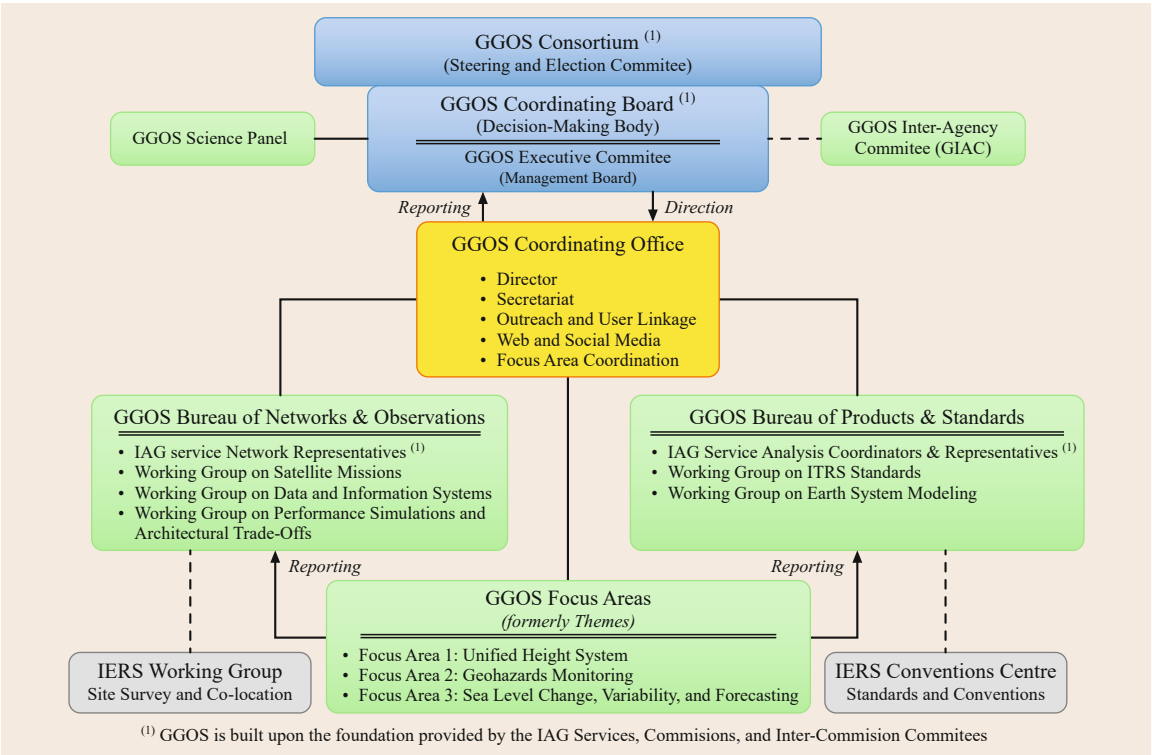 GGOS Consortium (1)
(Steering and Election Commitee)
GGOS Coordinating Board (1)
(Decision-Making Body)
GGOS Executive Commitee
(Management Board)
GGOS Science Panel
GGOS Inter-Agency
Commitee (GIAC)
Reporting
Direction
GGOS Coordinating Office
• Director
• Secretariat
• Outreach and User Linkage
• Web and Social Media
• Focus Area Coordination
GGOS Bureau of Networks & Observations
• IAG service Network Representatives (1)
• Working Group on Satellite Missions
• Working Group on Data and Information Systems
• Working Group on Performance Simulations and
Architectural Trade-Offs
GGOS Bureau of Products & Standards
• IAG Service Analysis Coordinators & Representatives (1)
• Working Group on ITRS Standards
• Working Group on Earth System Modeling
Reporting
Reporting
GGOS Focus Areas
(formerly Themes)
• Focus Area 1: Unified Height System
• Focus Area 2: Geohazards Monitoring
• Focus Area 3: Sea Level Change, Variability, and Forecasting
IERS Working Group
Site Survey and Co-location
IERS Conventions Centre
Standards and Conventions
(1) GGOS is built upon the foundation provided by the IAG Services, Commisions, and Inter-Commision Commitees